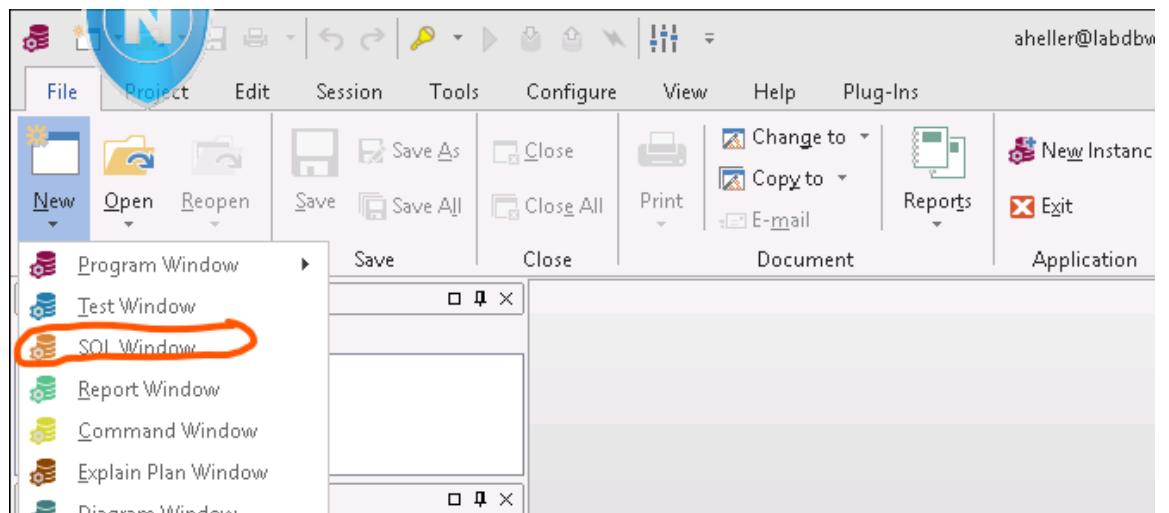 N
aheller@labdbw
File Project Edit Session Tools Configure View Help Plug-Ins
New Open Reopen Save Save As Save All Close Close All Print Change to Copy to E-mail Reports New Instanc Exit
Save Close Document Application
Program Window
Test Window
SQL Window
Report Window
Command Window
Explain Plan Window
Diagram Window